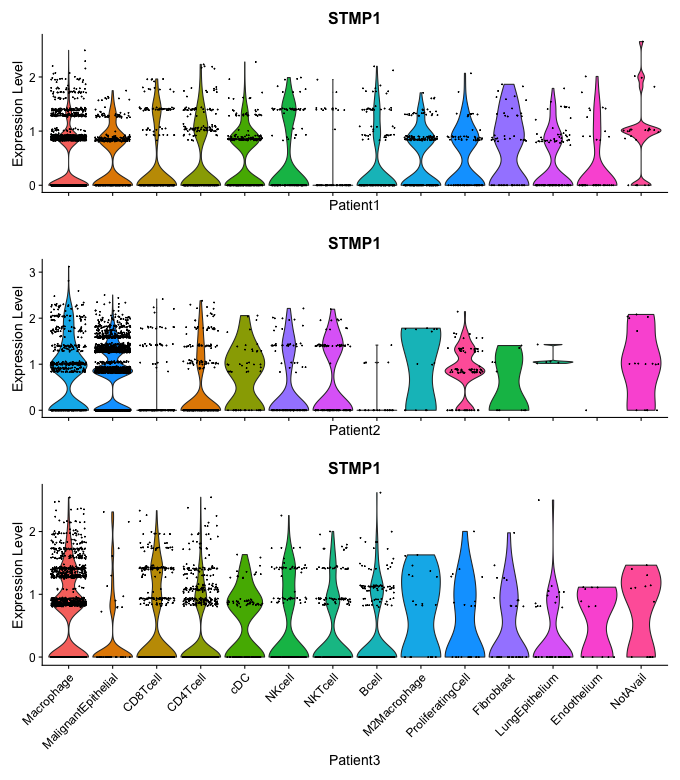 STMP1
Expression Level
2
1
0
Patient1
STMP1
Expression Level
3
2
1
0
Patient2
STMP1
Expression Level
2
1
0
Macrophage
MalignantEpithelial
CD8Tcell
CD4Tcell
cDC
NKcell
NKTcell
Bcell
M2Macrophage
ProliferatingCell
Fibroblast
LungEpithelium
Endothelium
NotAvail
Patient3